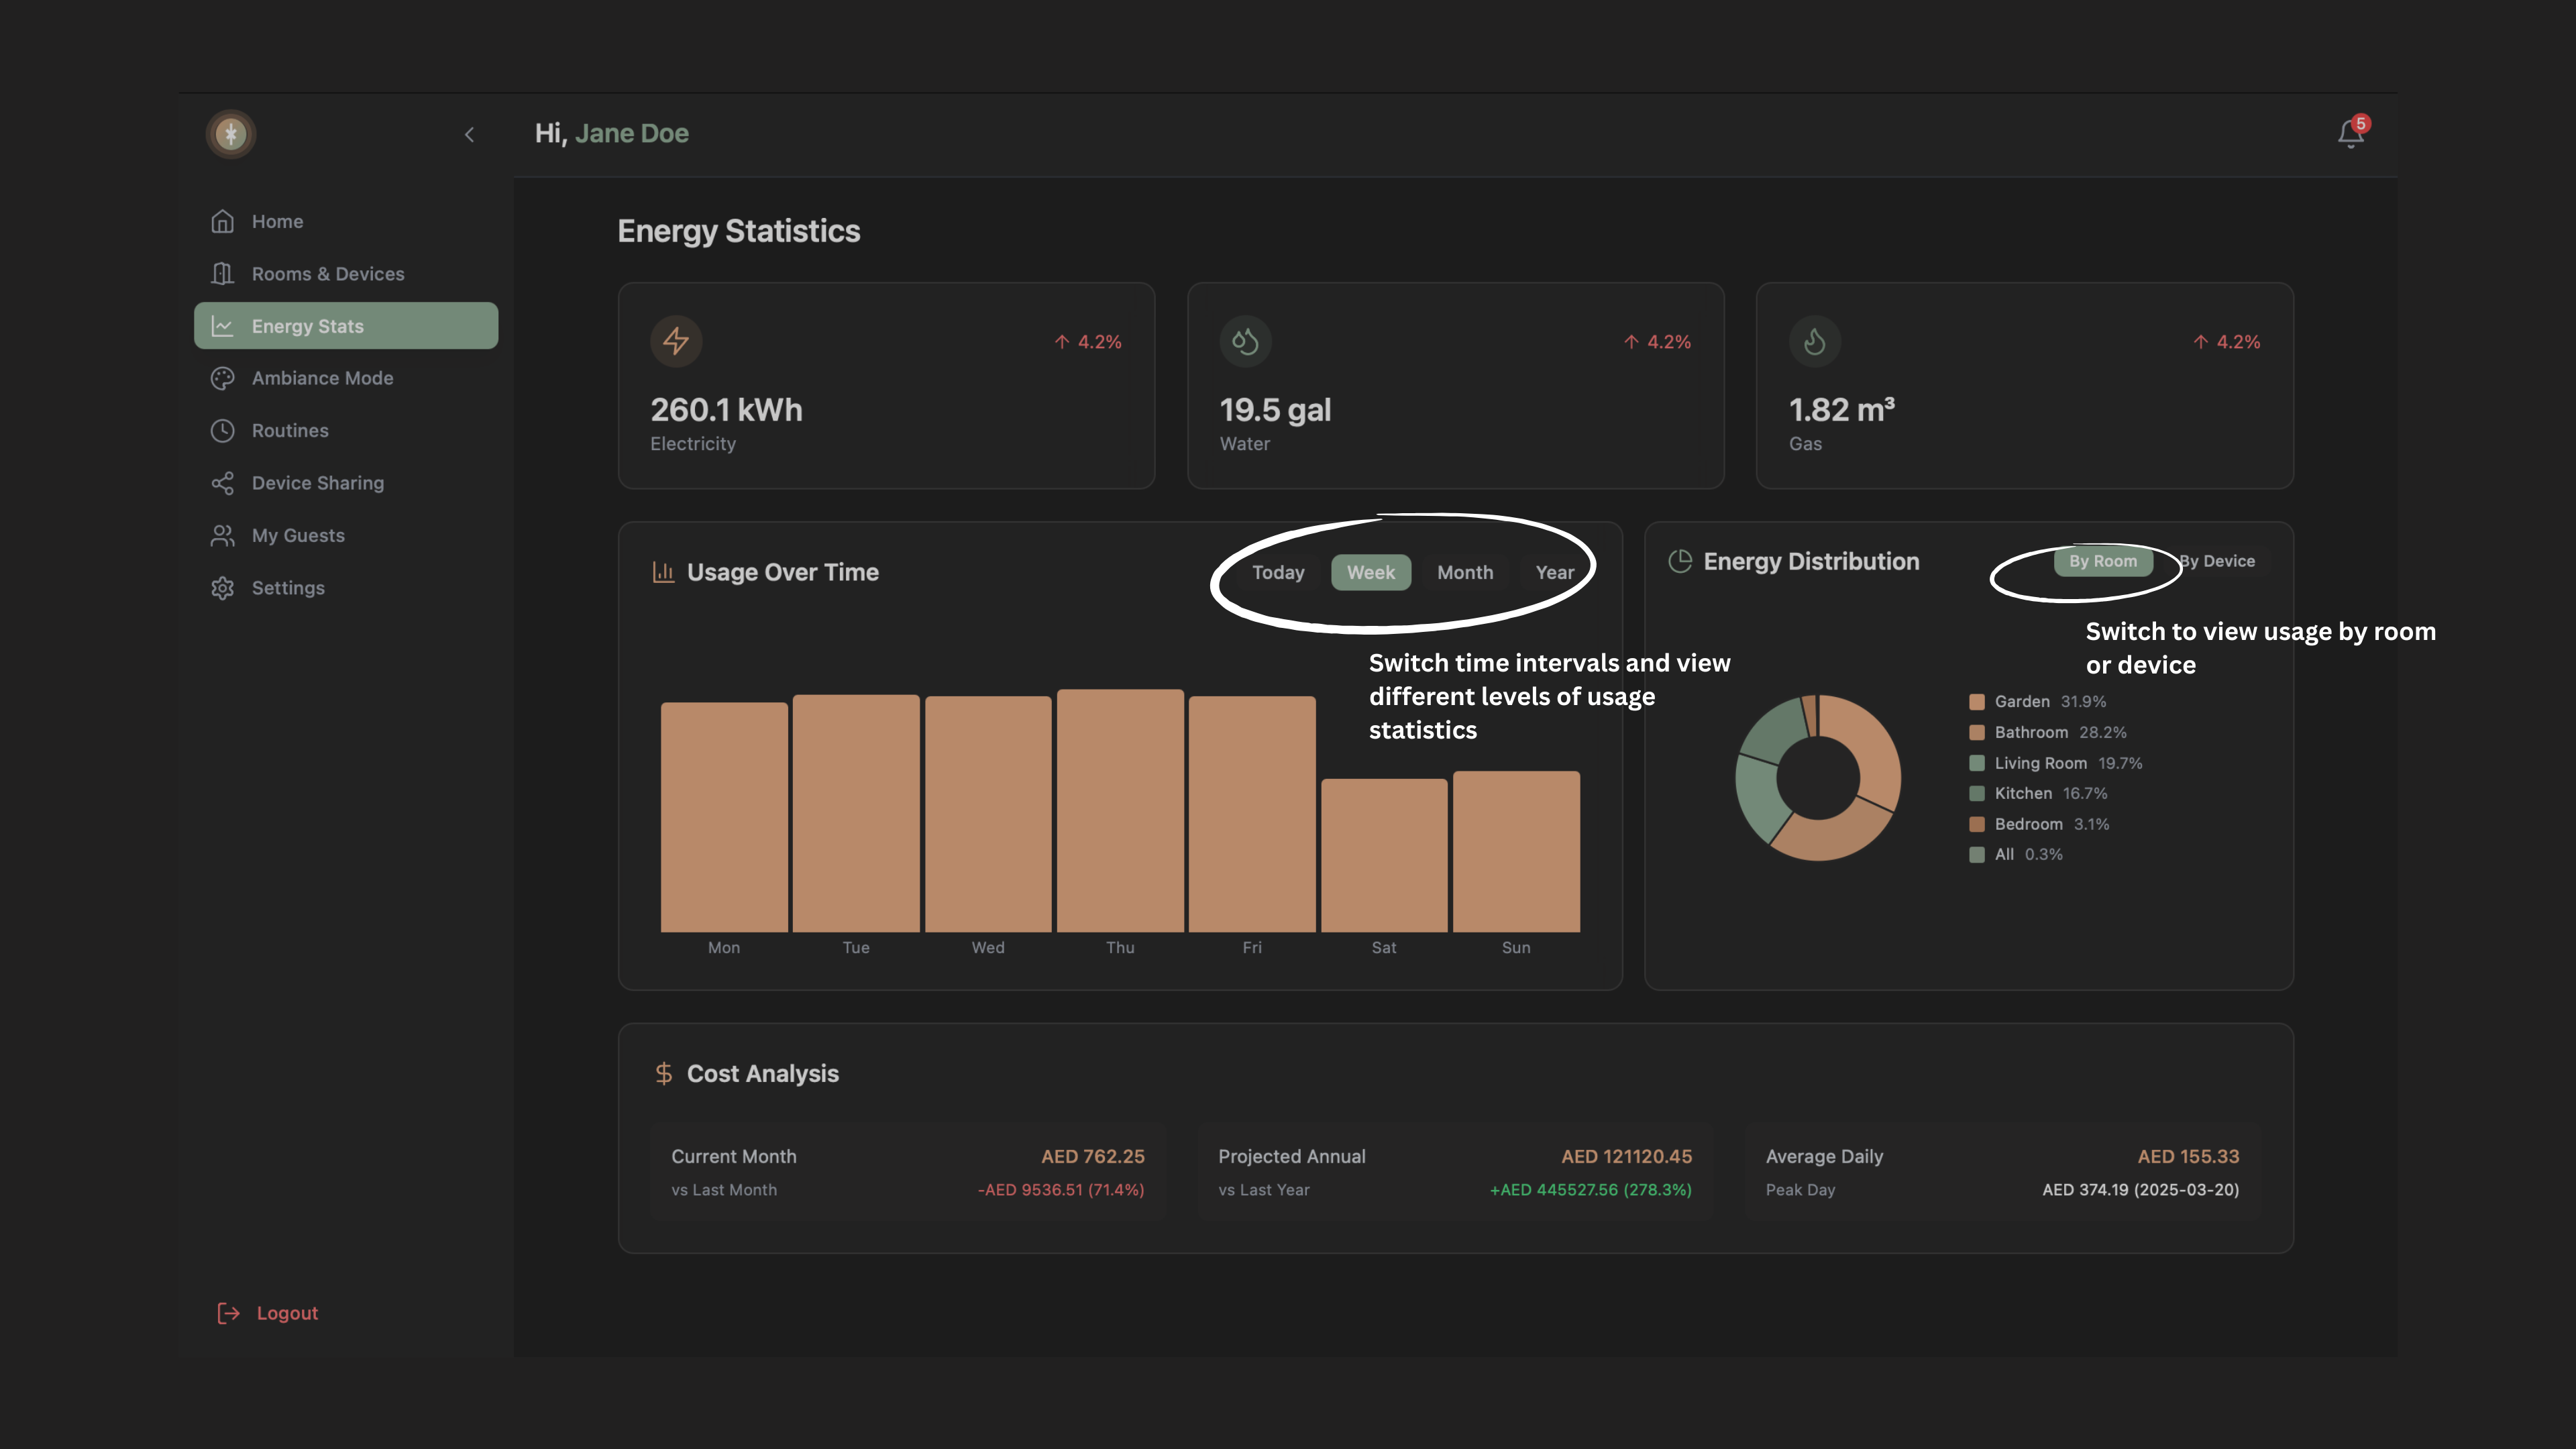 Hi, Jane Doe
5
Home
Rooms & Devices
Energy Stats
Ambiance Mode
Routines
Device Sharing
My Guests
Settings
Logout
Energy Statistics
↑ 4.2%
260.1 kWh
Electricity
↑ 4.2%
19.5 gal
Water
↑ 4.2%
1.82 m³
Gas
Usage Over Time
Today Week Month Year
Switch time intervals and view
different levels of usage
statistics
Mon Tue Wed Thu Fri Sat Sun
Energy Distribution
By Room By Device
Switch to view usage by room
or device
Garden 31.9%
Bathroom 28.2%
Living Room 19.7%
Kitchen 16.7%
Bedroom 3.1%
All 0.3%
$ Cost Analysis
Current Month AED 762.25
vs Last Month -AED 9536.51 (71.4%)
Projected Annual AED 121120.45
vs Last Year +AED 445527.56 (278.3%)
Average Daily AED 155.33
Peak Day AED 374.19 (2025-03-20)